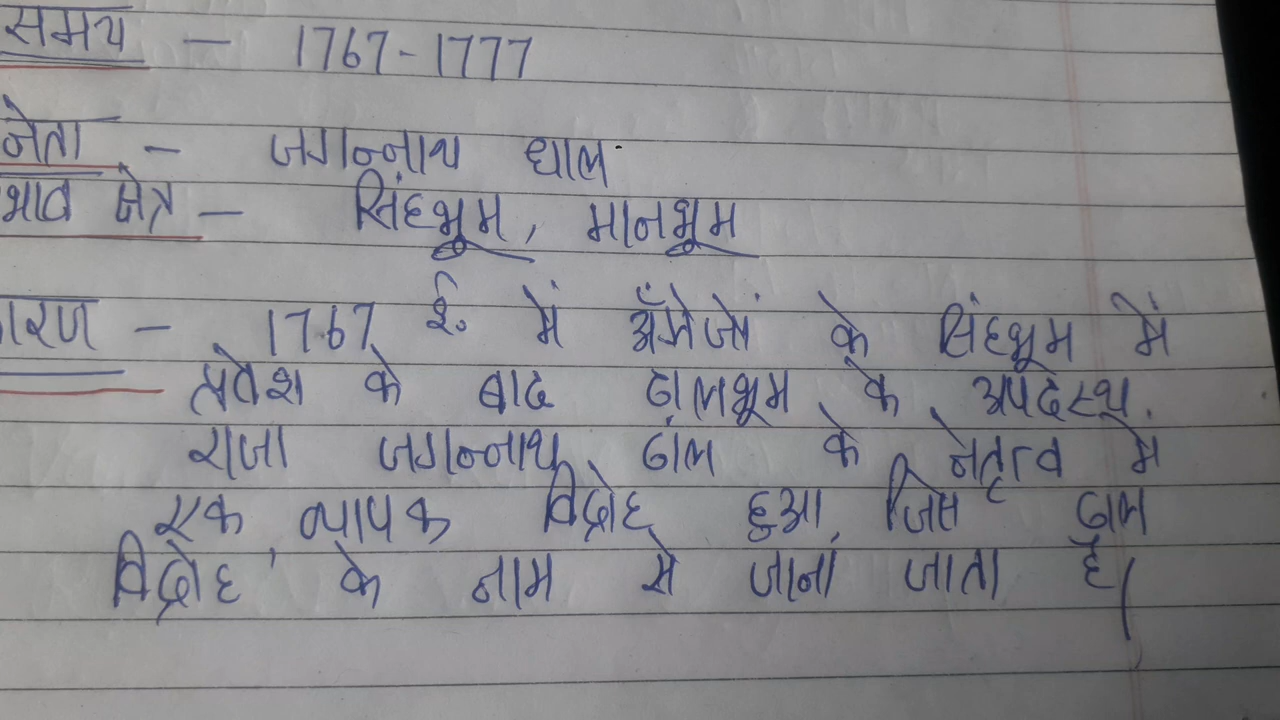 समय - 1767-1777
नेता - जगन्नाथ धाल
भाव क्षेत्र - सिंहभूम, मानभूम
ारण - 1767 ई. में अँग्रेजों के सिंहभूम में
प्रवेश के बाद ढालभूम के अपदस्थ
राजा जगन्नाथ ढाल के नेतृत्व में
एक व्यापक विद्रोह हुआ, जिसे ढाल
विद्रोह के नाम से जाना जाता है।